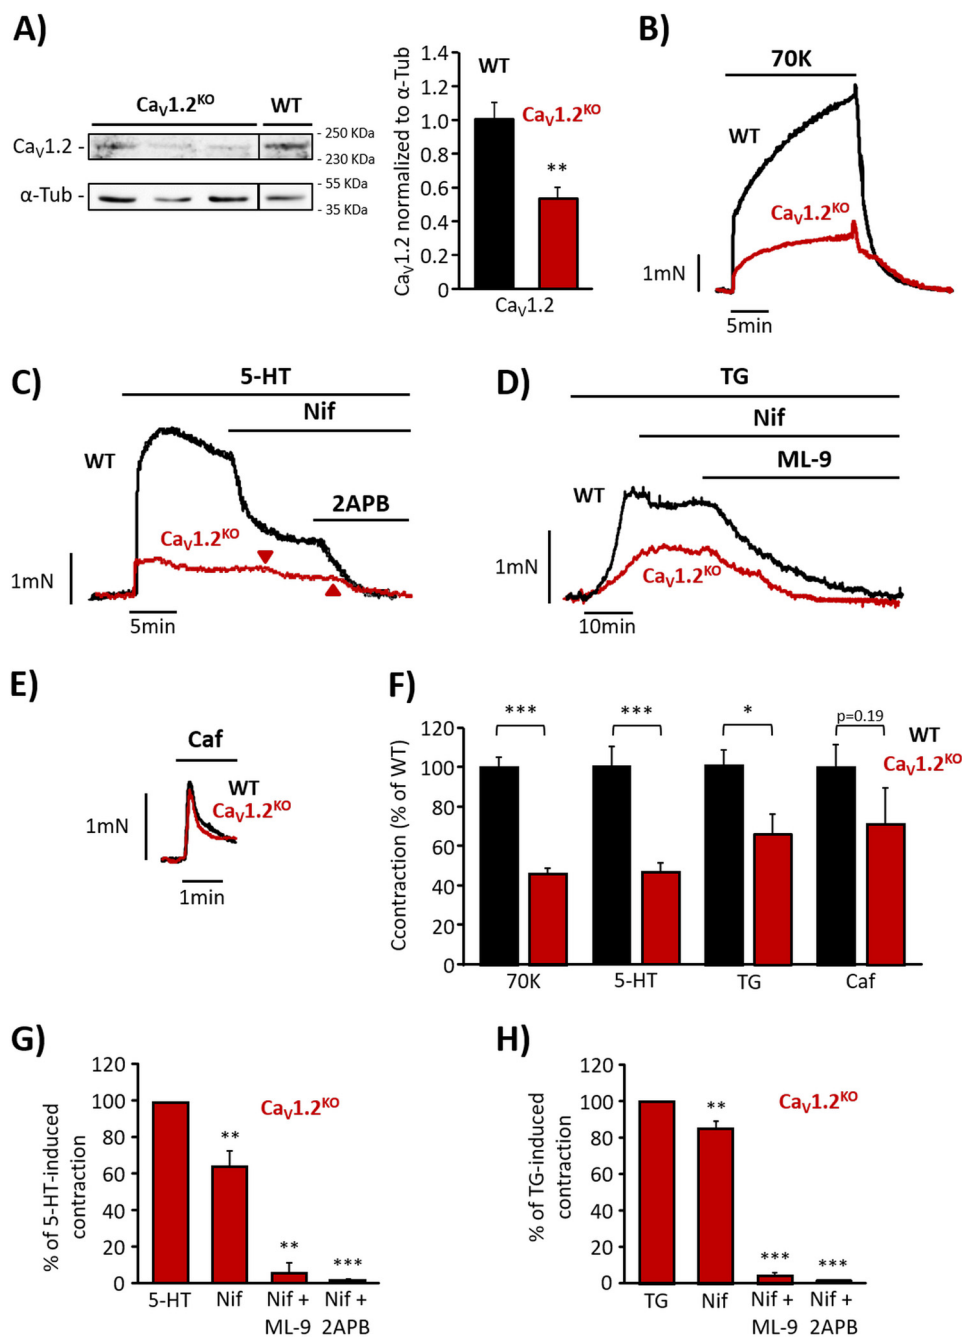 A)
Caᵥ1.2ᴷᴼ WT
Caᵥ1.2 -
- 250 KDa
- 230 KDa
α-Tub -
- 55 KDa
- 35 KDa
Caᵥ1.2 normalized to α-Tub
1.4
1.2
1.0
0.8
0.6
0.4
0.2
0
WT
Caᵥ1.2ᴷᴼ
**
Caᵥ1.2
B)
70K
WT
Caᵥ1.2ᴷᴼ
1mN
5min
C)
5-HT
Nif
WT
2APB
Caᵥ1.2ᴷᴼ
1mN
5min
D)
TG
Nif
ML-9
WT
Caᵥ1.2ᴷᴼ
1mN
10min
E)
Caf
WT
Caᵥ1.2ᴷᴼ
1mN
1min
F)
Ccontraction (% of WT)
120
100
80
60
40
20
0
*** *** * p=0.19
WT
Caᵥ1.2ᴷᴼ
70K 5-HT TG Caf
G)
% of 5-HT-induced
contraction
120
100
80
60
40
20
0
Caᵥ1.2ᴷᴼ
** ** ***
5-HT Nif Nif + Nif +
ML-9 2APB
H)
% of TG-induced
contraction
120
100
80
60
40
20
0
Caᵥ1.2ᴷᴼ
** *** ***
TG Nif Nif + Nif +
ML-9 2APB